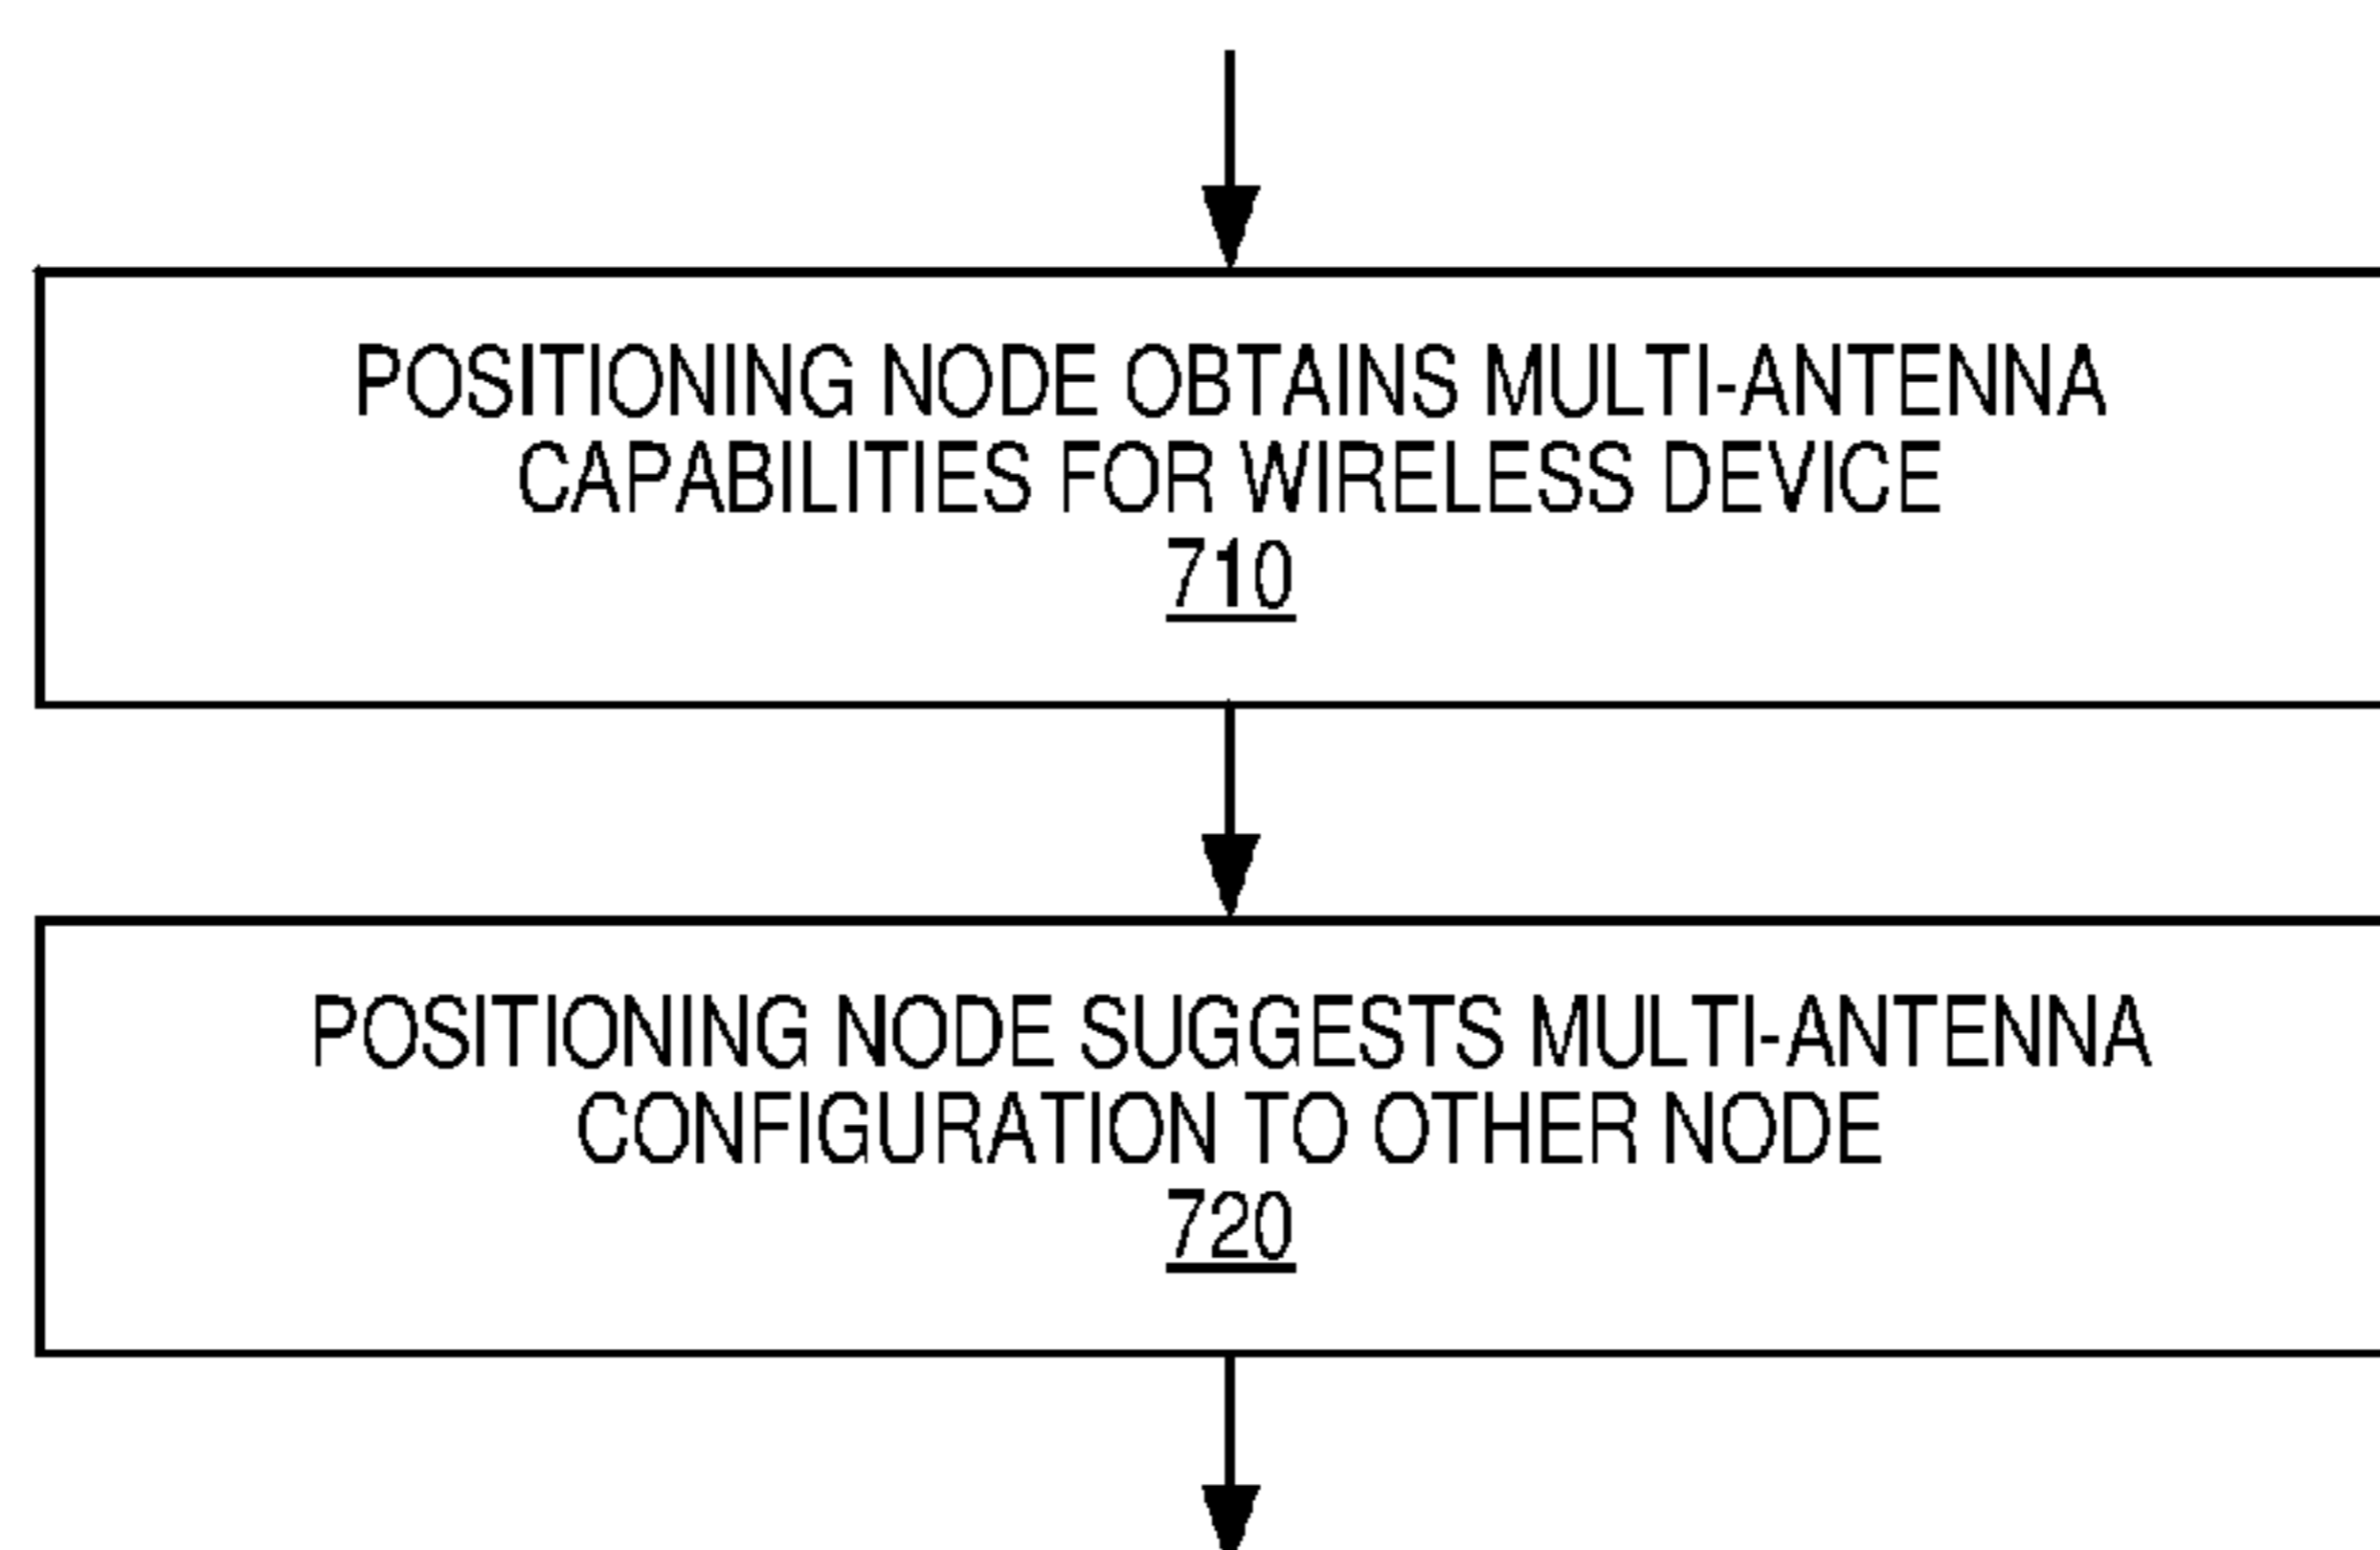 POSITIONING NODE OBTAINS MULTI-ANTENNA
CAPABILITIES FOR WIRELESS DEVICE
710
POSITIONING NODE SUGGESTS MULTI-ANTENNA
CONFIGURATION TO OTHER NODE
720